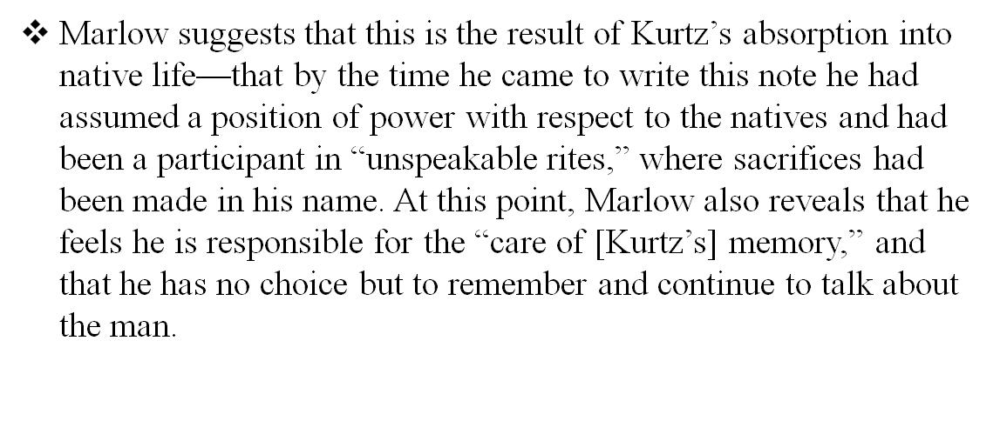 ❖ Marlow suggests that this is the result of Kurtz’s absorption into
native life—that by the time he came to write this note he had
assumed a position of power with respect to the natives and had
been a participant in “unspeakable rites,” where sacrifices had
been made in his name. At this point, Marlow also reveals that he
feels he is responsible for the “care of [Kurtz’s] memory,” and
that he has no choice but to remember and continue to talk about
the man.